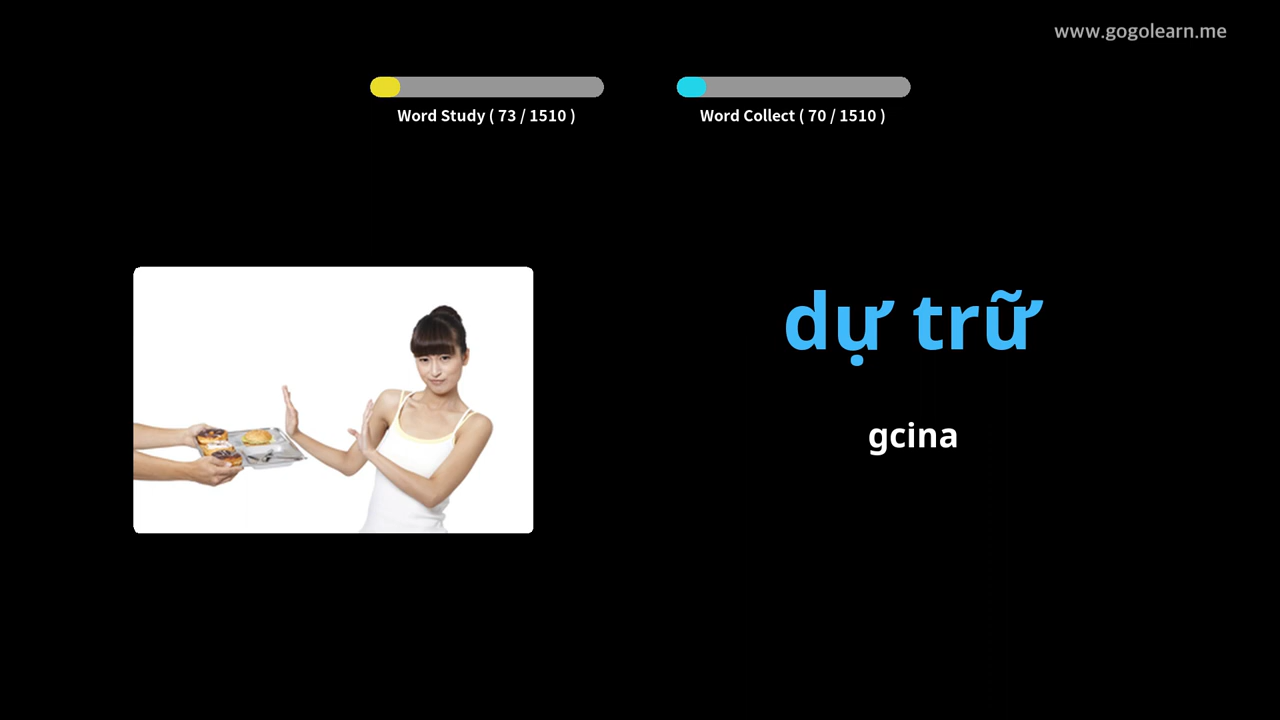 www.gogolearn.me
Word Study ( 73 / 1510 )
Word Collect ( 70 / 1510 )
dự trữ
gcina